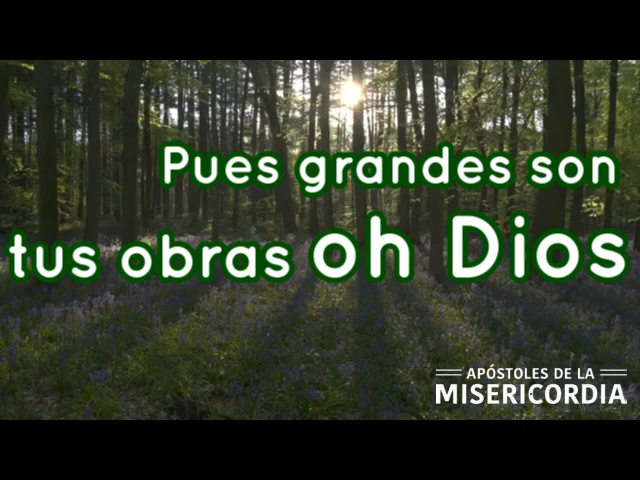 Pues grandes son
tus obras oh Dios
APÓSTOLES DE LA
MISERICORDIA